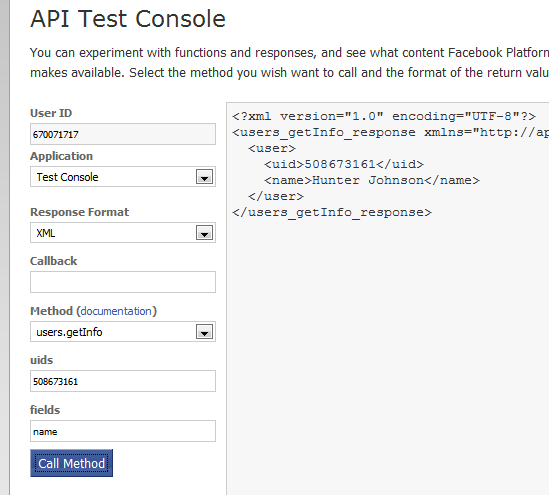 API Test Console
You can experiment with functions and responses, and see what content Facebook Platform
makes available. Select the method you wish want to call and the format of the return valu
User ID
670071717
Application
Test Console
Response Format
XML
Callback
Method (documentation)
users.getInfo
uids
508673161
fields
name
Call Method
<?xml version="1.0" encoding="UTF-8"?>
<users_getInfo_response xmlns="http://ap
<user>
<uid>508673161</uid>
<name>Hunter Johnson</name>
</user>
</users_getInfo_response>